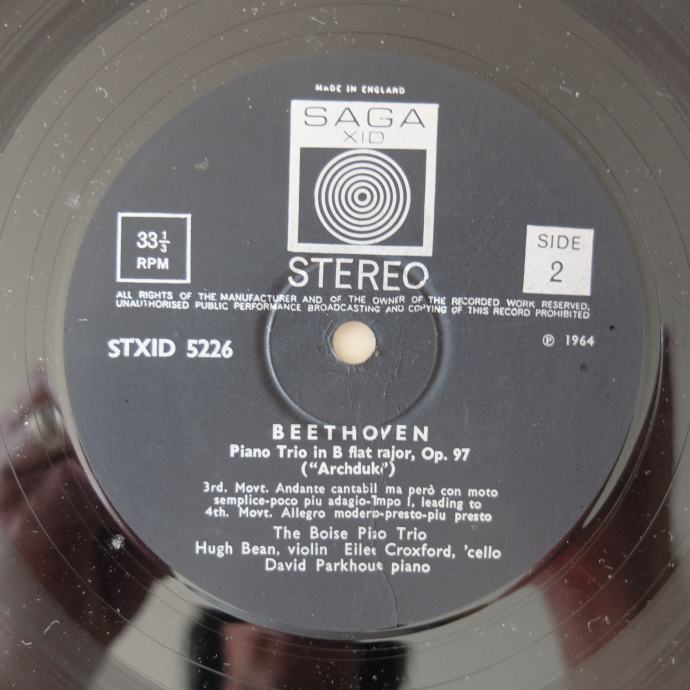 MADE IN ENGLAND
SAGA
XID
33⅓
RPM
SIDE
2
STEREO
ALL RIGHTS OF THE MANUFACTURER AND OF THE OWNER OF THE RECORDED WORK RESERVED.
UNAUTHORISED PUBLIC PERFORMANCE BROADCASTING AND COPYING OF THIS RECORD PROHIBITED
STXID 5226
℗ 1964
BEETHOVEN
Piano Trio in B flat major, Op. 97
("Archduke")
3rd. Movt. Andante cantabile ma però con moto
semplice-poco piu adagio-Tempo I, leading to
4th. Movt. Allegro moderato-presto-piu presto
The Boise Piano Trio
Hugh Bean, violin Eileen Croxford, 'cello
David Parkhouse piano